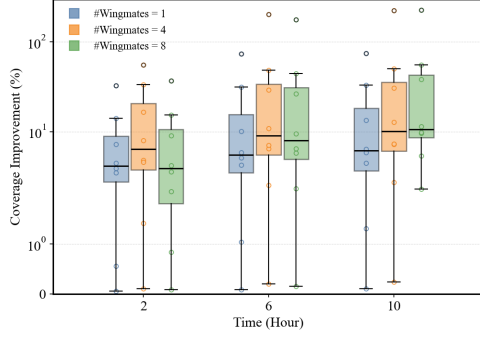 #Wingmates = 1
#Wingmates = 4
#Wingmates = 8
Coverage Improvement (%)
10²
10¹
10⁰
0
2
6
10
Time (Hour)